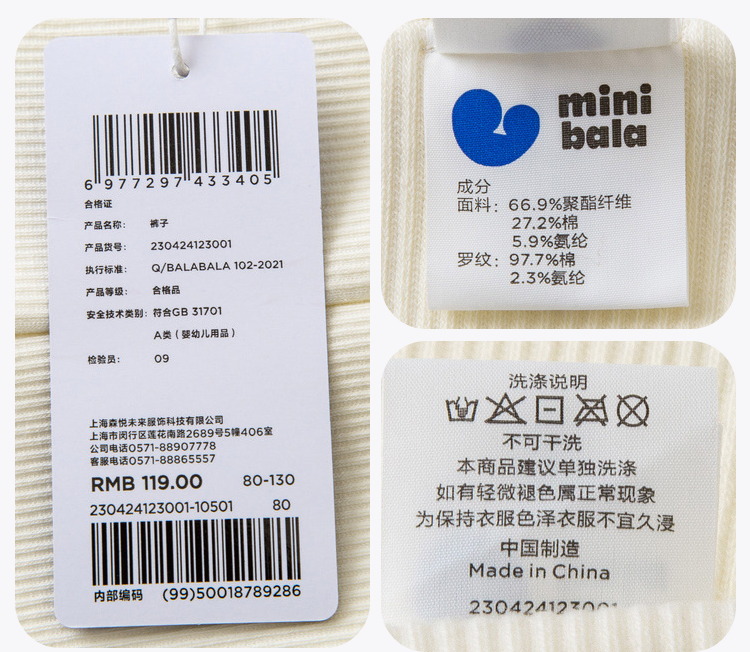 6 977297 433405
合格证
产品名称： 裤子
产品货号： 230424123001
执行标准： Q/BALABALA 102-2021
产品等级： 合格品
安全技术类别： 符合GB 31701
A类（婴幼儿用品）
检验员： 09
上海森悦未来服饰科技有限公司
上海市闵行区莲花南路2689号5幢406室
公司电话0571-88907778
客服电话0571-88865557
RMB 119.00 80-130
230424123001-10501 80
内部编码 (99)50018789286
mini
bala
成分
面料：66.9%聚酯纤维
27.2%棉
5.9%氨纶
罗纹：97.7%棉
2.3%氨纶
洗涤说明
不可干洗
本商品建议单独洗涤
如有轻微褪色属正常现象
为保持衣服色泽衣服不宜久浸
中国制造
Made in China
230424123001